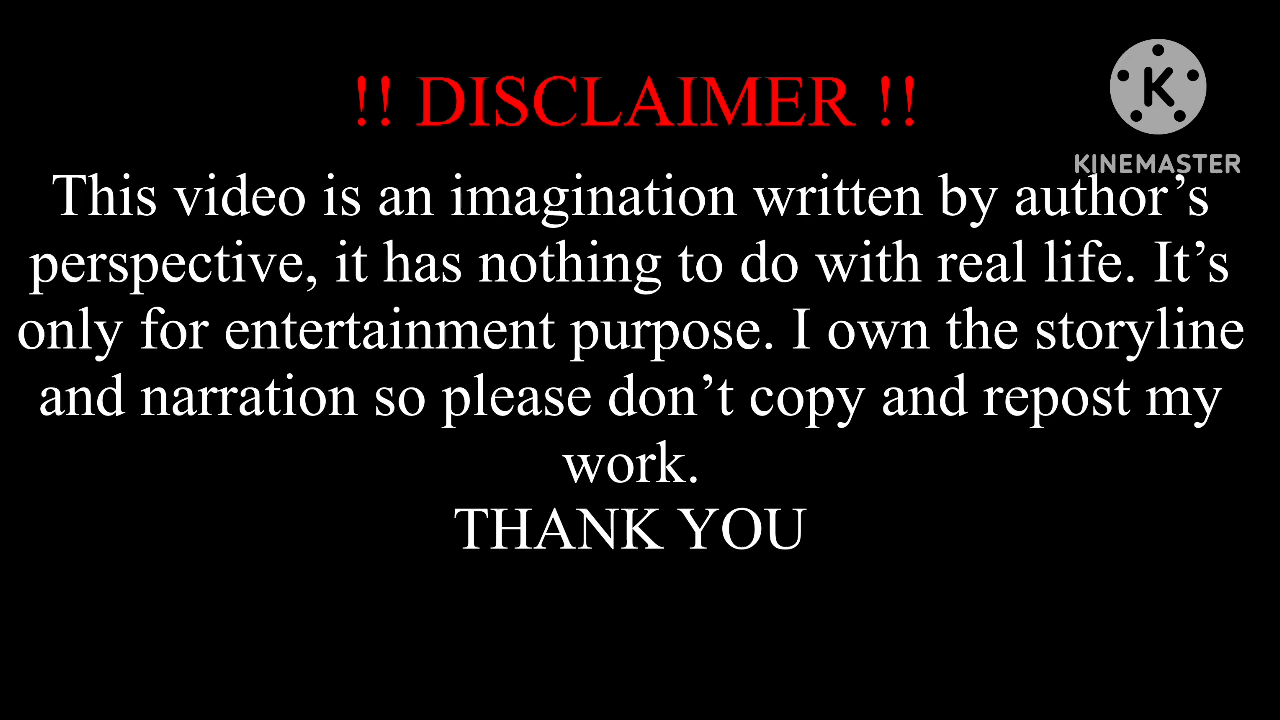 !! DISCLAIMER !!
KINEMASTER
This video is an imagination written by author’s
perspective, it has nothing to do with real life. It’s
only for entertainment purpose. I own the storyline
and narration so please don’t copy and repost my
work.
THANK YOU